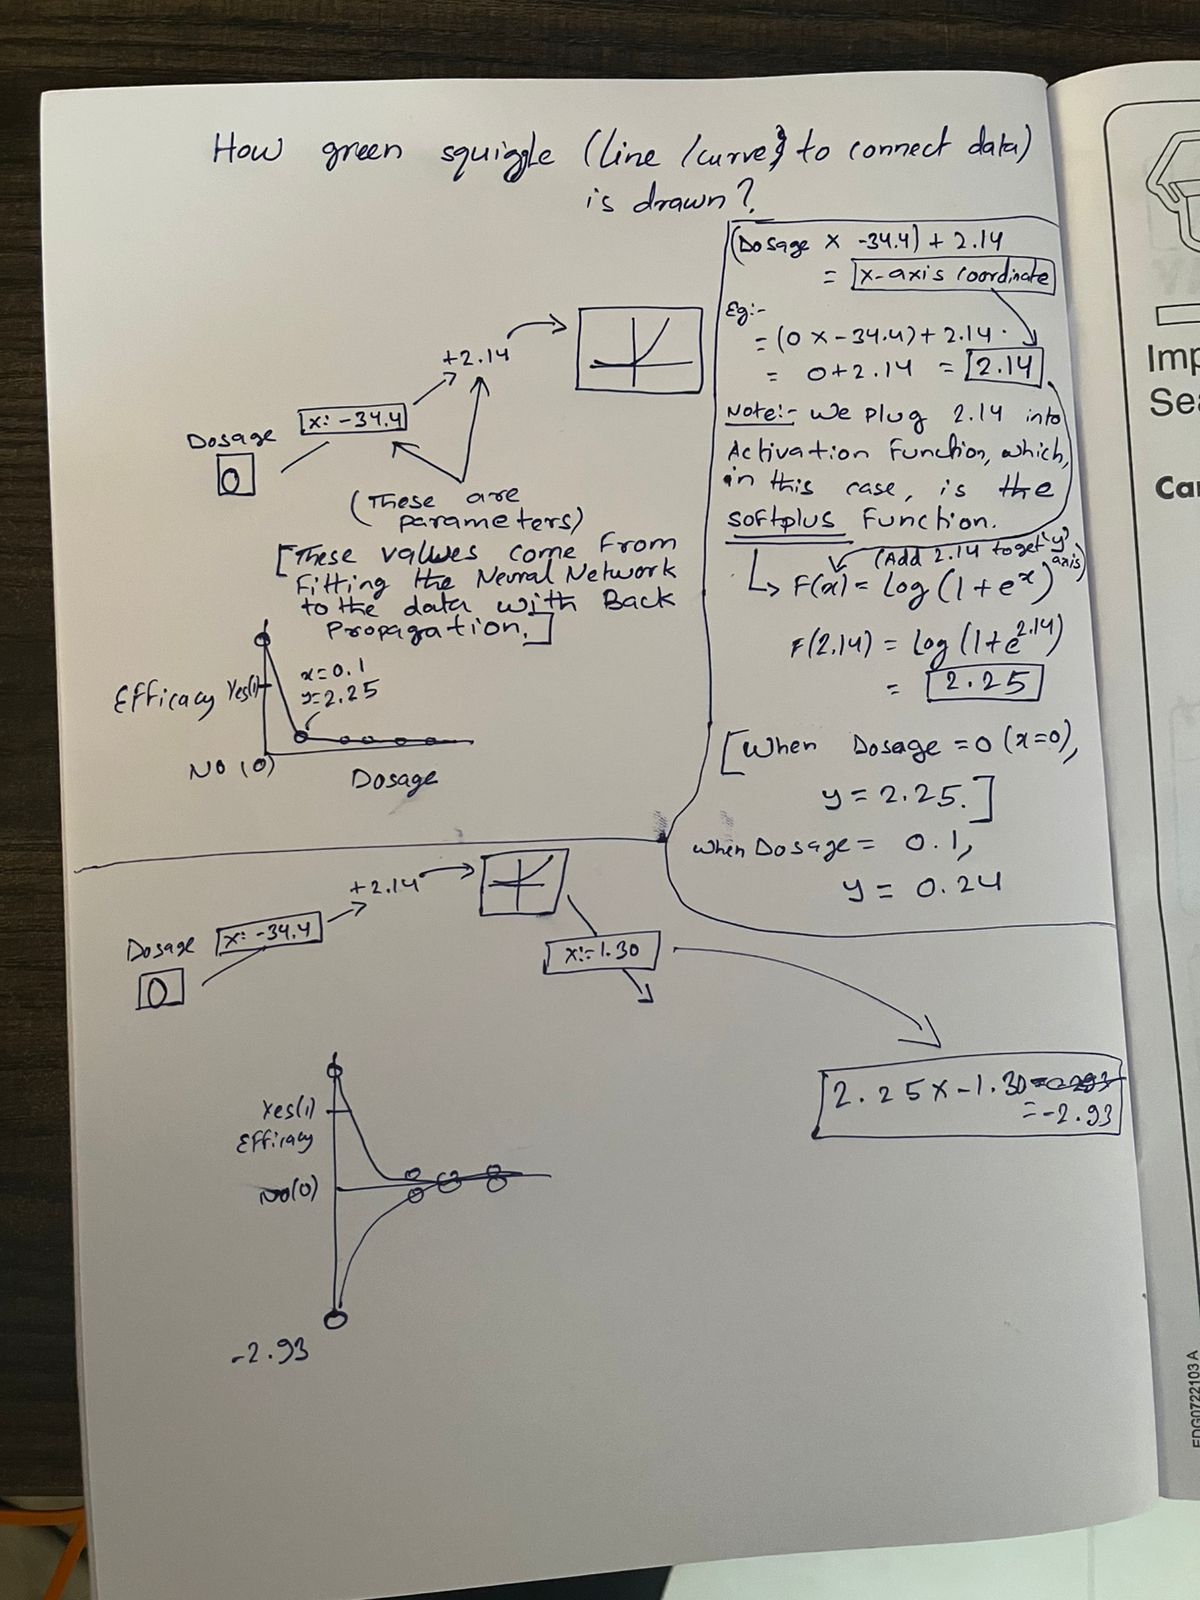 How green squiggle (line/curve} to connect data)
is drawn?
(Dosage x -34.4) + 2.14
= x-axis coordinate
Eg:-
= (0 x -34.4) + 2.14
= 0 + 2.14 = 2.14
Note:- We plug 2.14 into
Activation Function, which,
in this case, is the
softplus Function.
(Add 2.14 to get 'y' axis)
F(x) = log (1 + e^x)
F(2.14) = log (1+e^2.14)
= 2.25
[When Dosage = 0 (x=0),
y = 2.25.]
when Dosage = 0.1,
y = 0.24
+2.14
x: -34.4
Dosage
0
(These are
parameters)
[These values come from
Fitting the Neural Network
to the data with Back
Propagation.]
x=0.1
y=2.25
Efficacy Yes(1)
NO (0)
Dosage
+2.14
Dosage x: -34.4
0
x:-1.30
2.25 x -1.30
= -2.93
Yes(1)
Efficacy
No(0)
-2.93
Imp
Sea
Car
EDG0722103 A